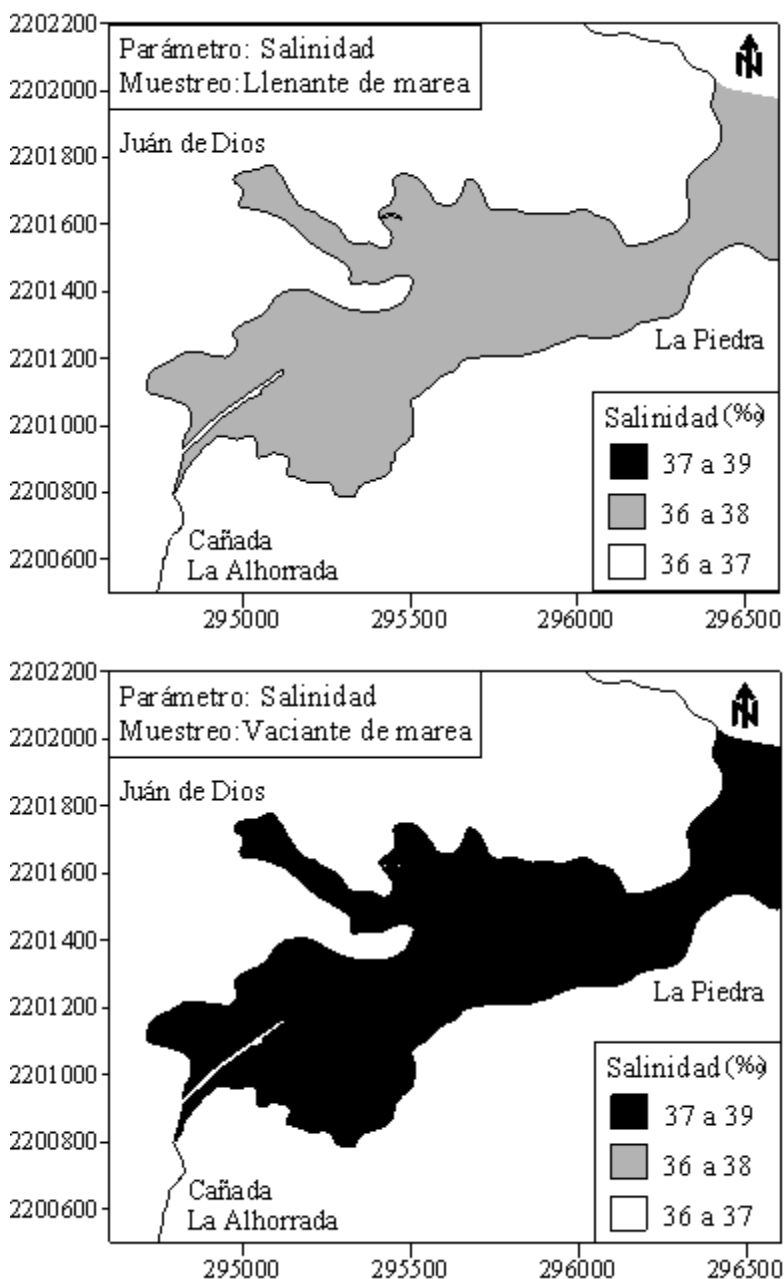 2202200
Parámetro: Salinidad
Muestreo: Llenante de marea
N
2202000
2201800
Juán de Dios
2201600
2201400
La Piedra
2201200
2201000
Salinidad (‰)
37 a 39
36 a 38
36 a 37
2200800
2200600
Cañada
La Alhorrada
295000 295500 296000 296500
2202200
Parámetro: Salinidad
Muestreo: Vaciante de marea
N
2202000
2201800
Juán de Dios
2201600
2201400
La Piedra
2201200
2201000
Salinidad (‰)
37 a 39
36 a 38
36 a 37
2200800
2200600
Cañada
La Alhorrada
295000 295500 296000 296500